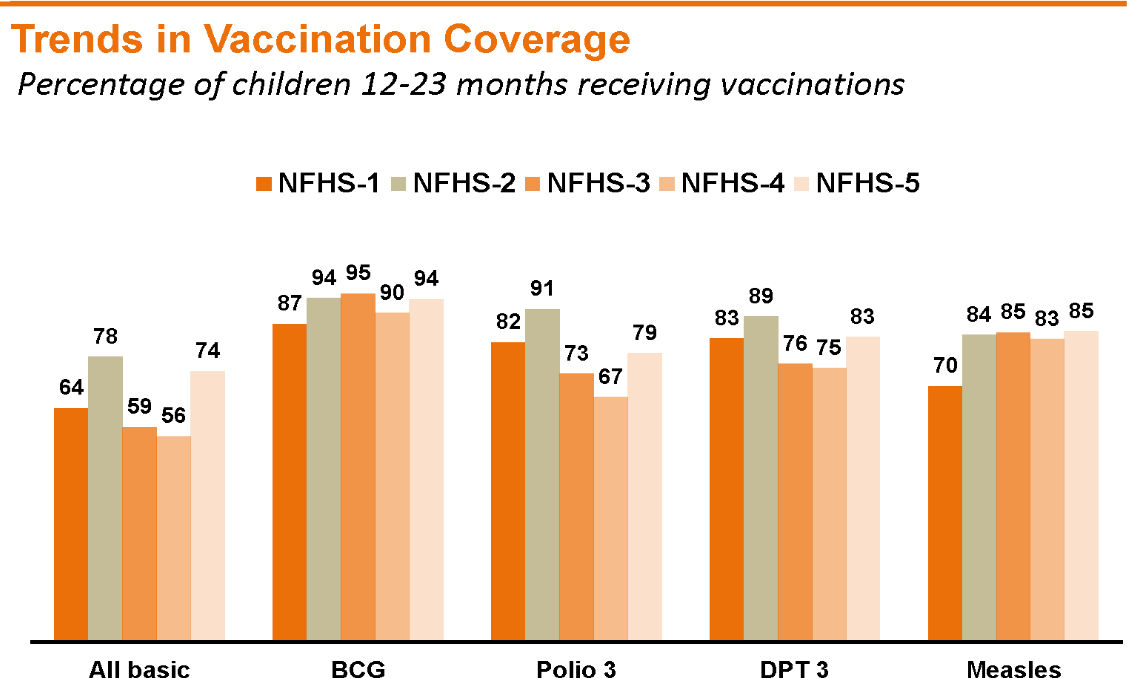 Trends in Vaccination Coverage
Percentage of children 12-23 months receiving vaccinations
NFHS-1 NFHS-2 NFHS-3 NFHS-4 NFHS-5
64 78 59 56 74
87 94 95 90 94
82 91 73 67 79
83 89 76 75 83
70 84 85 83 85
All basic BCG Polio 3 DPT 3 Measles